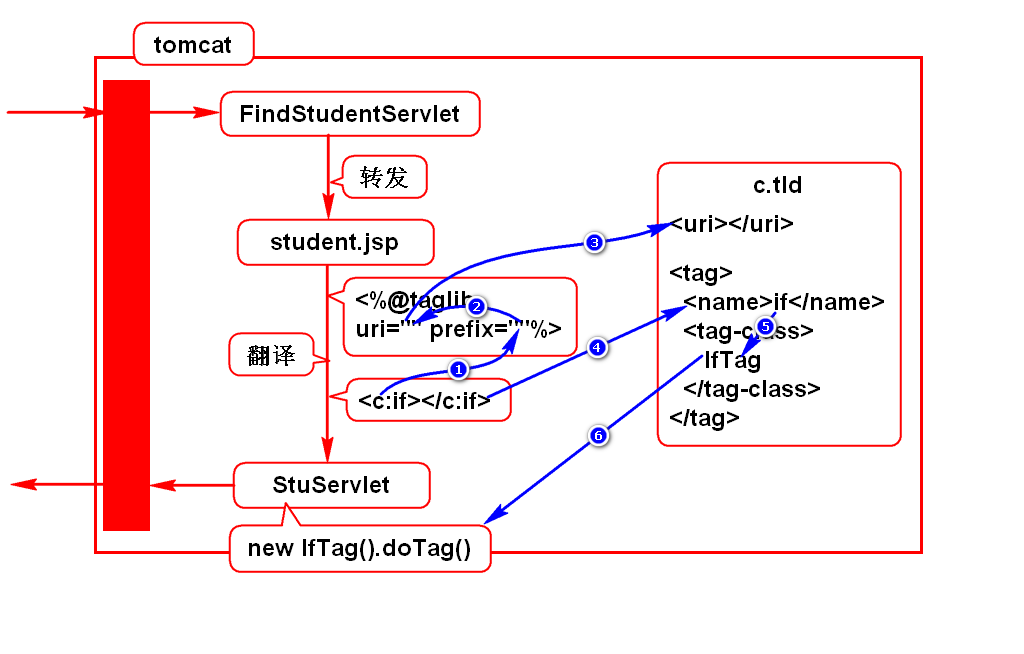 tomcat
FindStudentServlet
转发
student.jsp
<%@taglib
uri="" prefix=""%>
翻译
<c:if></c:if>
StuServlet
new IfTag().doTag()
c.tld
<uri></uri>
<tag>
<name>if</name>
<tag-class>
IfTag
</tag-class>
</tag>
1
2
3
4
5
6